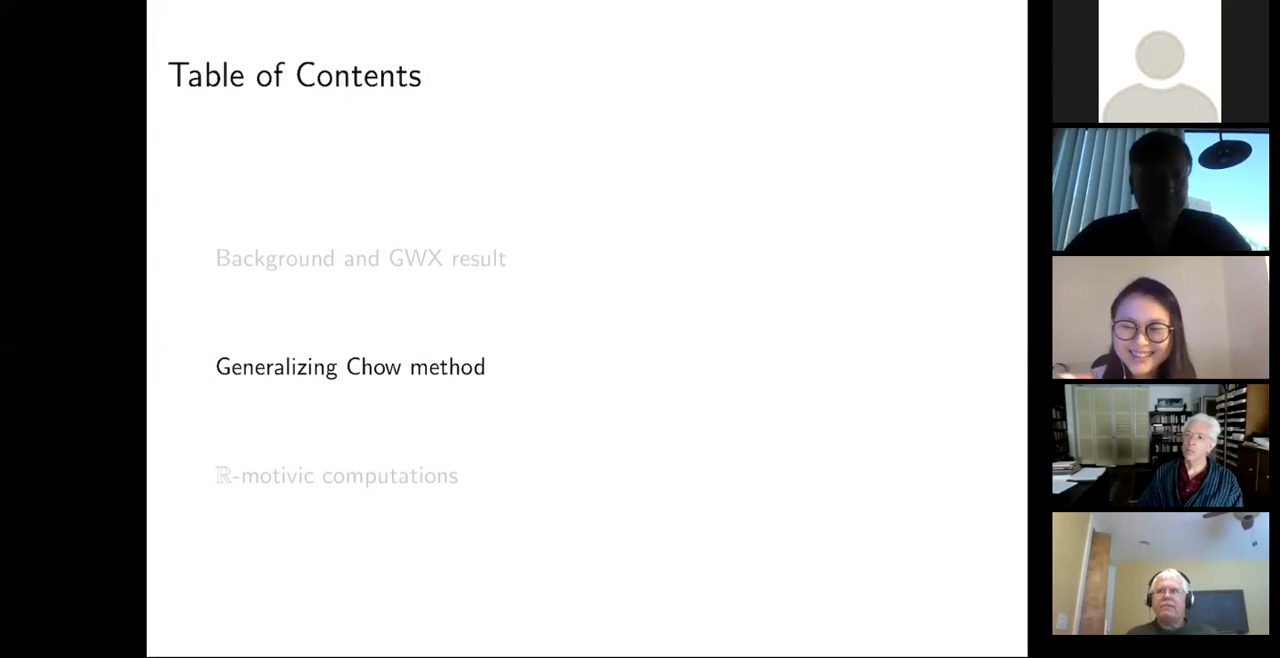 Table of Contents
Background and GWX result
Generalizing Chow method
ℝ-motivic computations